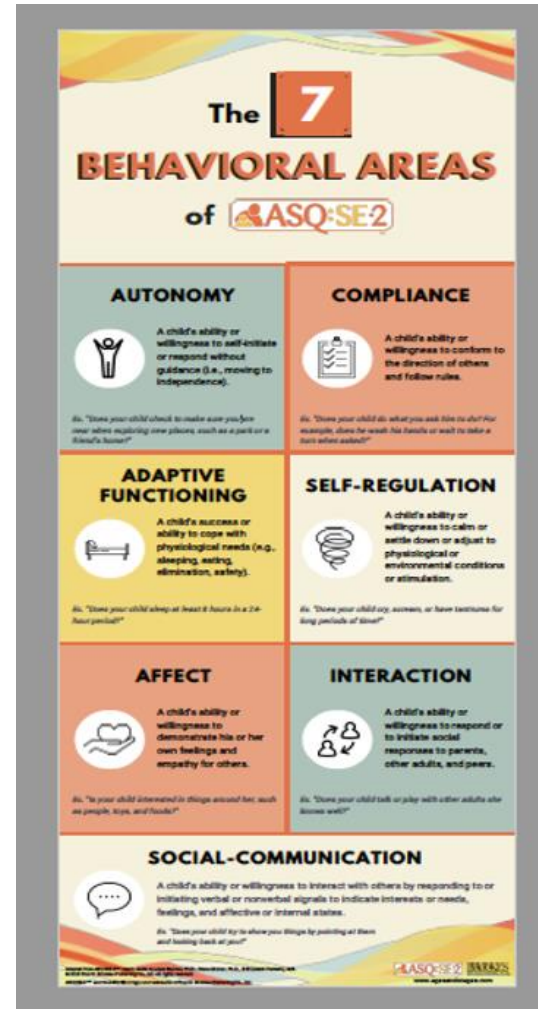 The 7
BEHAVIORAL AREAS
of ASQ:SE-2
AUTONOMY
A child's ability or
willingness to self-initiate
or respond without
guidance (i.e., moving to
independence).
Ex. "Does your child check to make sure you are
near when exploring new places, such as a park or a
friend's home?"
COMPLIANCE
A child's ability or
willingness to conform to
the direction of others
and follow rules.
Ex. "Does your child do what you ask him to do? For
example, does he wash his hands or wait to take a
turn when asked?"
ADAPTIVE
FUNCTIONING
A child's success or
ability to cope with
physiological needs (e.g.,
sleeping, eating,
elimination, safety).
Ex. "Does your child sleep at least 8 hours in a 24-
hour period?"
SELF-REGULATION
A child's ability or
willingness to calm or
settle down or adjust to
physiological or
environmental conditions
or stimulation.
Ex. "Does your child cry, scream, or have tantrums for
long periods of time?"
AFFECT
A child's ability or
willingness to
demonstrate his or her
own feelings and
empathy for others.
Ex. "Is your child interested in things around her, such
as people, toys, and foods?"
INTERACTION
A child's ability or
willingness to respond or
to initiate social
responses to parents,
other adults, and peers.
Ex. "Does your child talk or play with other adults she
knows well?"
SOCIAL-COMMUNICATION
A child's ability or willingness to interact with others by responding to or
initiating verbal or nonverbal signals to indicate interests or needs,
feelings, and affective or internal states.
Ex. "Does your child try to show you things by pointing at them
and looking back at you?"
ASQ:SE-2 BROOKES
www.agesandstages.com